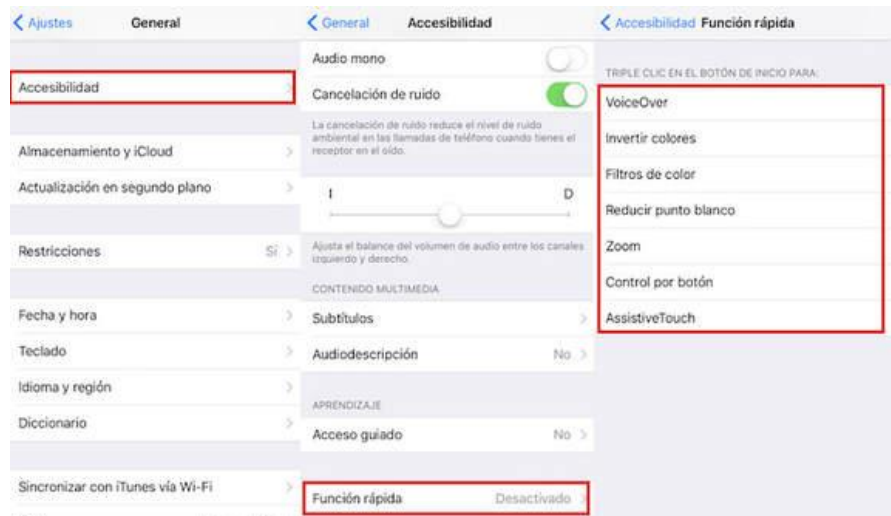 Ajustes
General
Accesibilidad
Almacenamiento y iCloud
Actualización en segundo plano
Restricciones
Sí
Fecha y hora
Teclado
Idioma y región
Diccionario
Sincronizar con iTunes vía Wi-Fi
General
Accesibilidad
Audio mono
Cancelación de ruido
La cancelación de ruido reduce el nivel de ruido
ambiental en las llamadas de teléfono cuando tienes el
receptor en el oído.
I
D
Ajusta el balance del volumen de audio entre los canales
izquierdo y derecho.
CONTENIDO MULTIMEDIA
Subtítulos
Audiodescripción
No
APRENDIZAJE
Acceso guiado
No
Función rápida
Desactivado
Accesibilidad
Función rápida
TRIPLE CLIC EN EL BOTÓN DE INICIO PARA:
VoiceOver
Invertir colores
Filtros de color
Reducir punto blanco
Zoom
Control por botón
AssistiveTouch